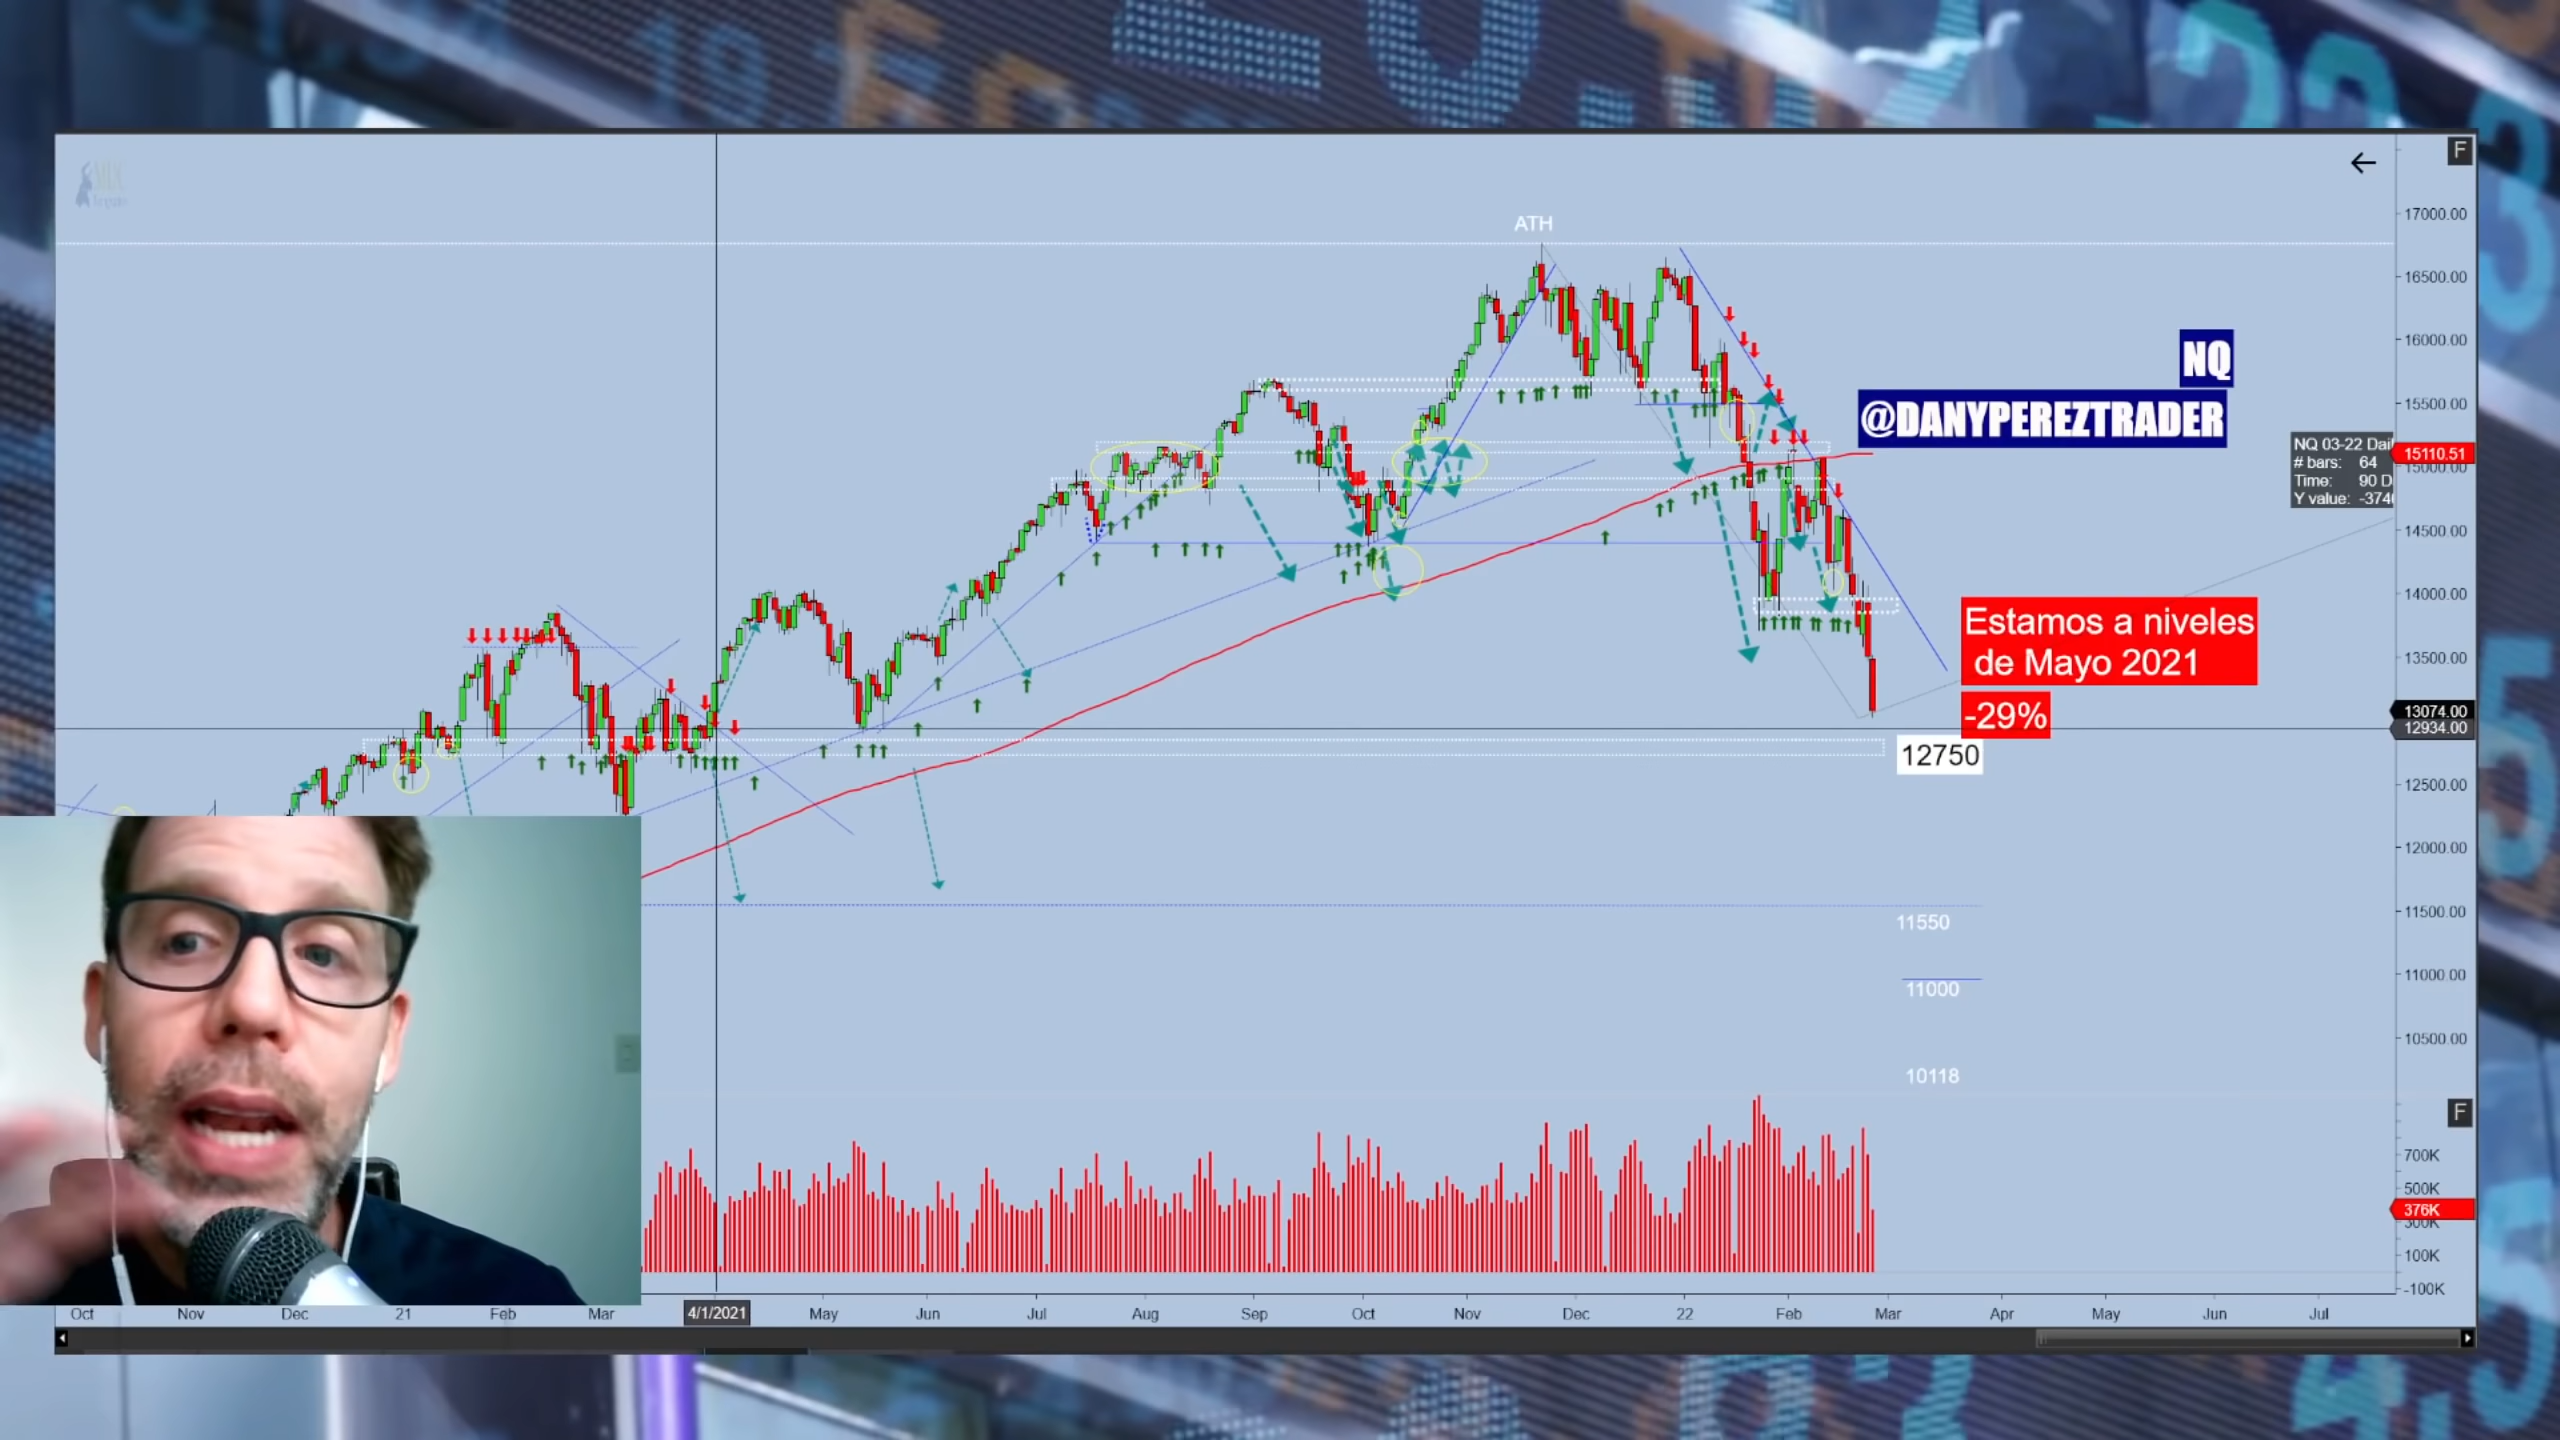 F
ATH
17000.00
16500.00
16000.00
NQ
15500.00
@DANYPEREZTRADER
NQ 03-22 Dai
# bars: 64
Time: 90 D
Y value: -374
15110.51
15000.00
14500.00
14000.00
Estamos a niveles
de Mayo 2021
13500.00
-29%
13074.00
12934.00
12750
12500.00
12000.00
11500.00
11550
11000.00
11000
10500.00
10118
F
700K
500K
376K
300K
100K
-100K
Oct Nov Dec 21 Feb Mar 4/1/2021 May Jun Jul Aug Sep Oct Nov Dec 22 Feb Mar Apr May Jun Jul